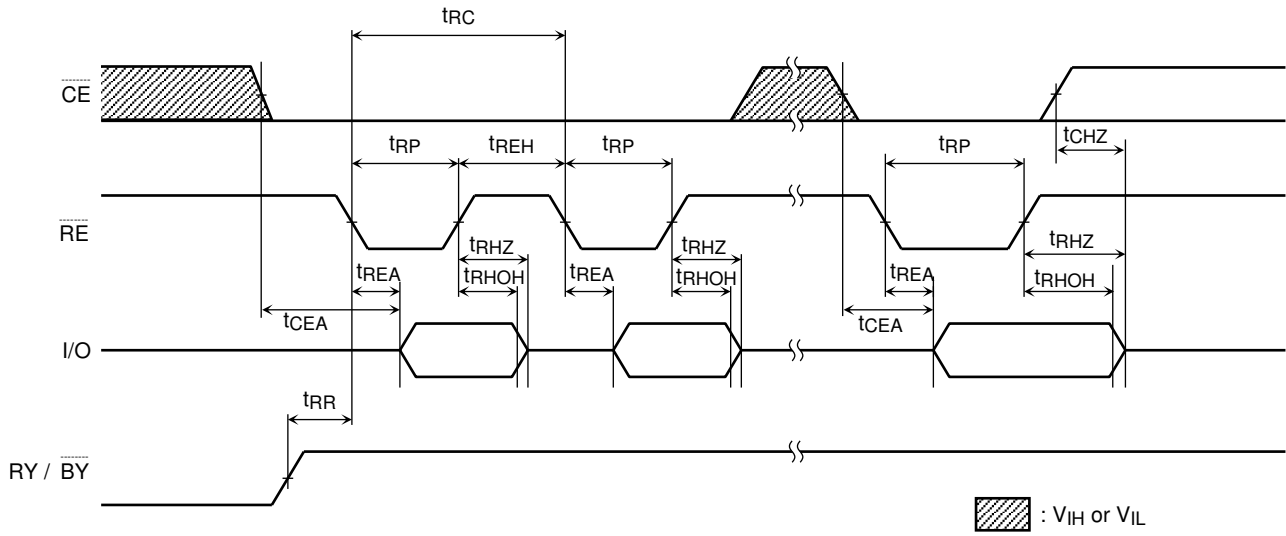 tRC
CE
tCHZ
tRP
tREH
tRP
tRP
RE
tRHZ
tRHZ
tRHZ
tREA
tRHOH
tREA
tRHOH
tREA
tRHOH
tCEA
tCEA
I/O
tRR
RY / BY
: VIH or VIL